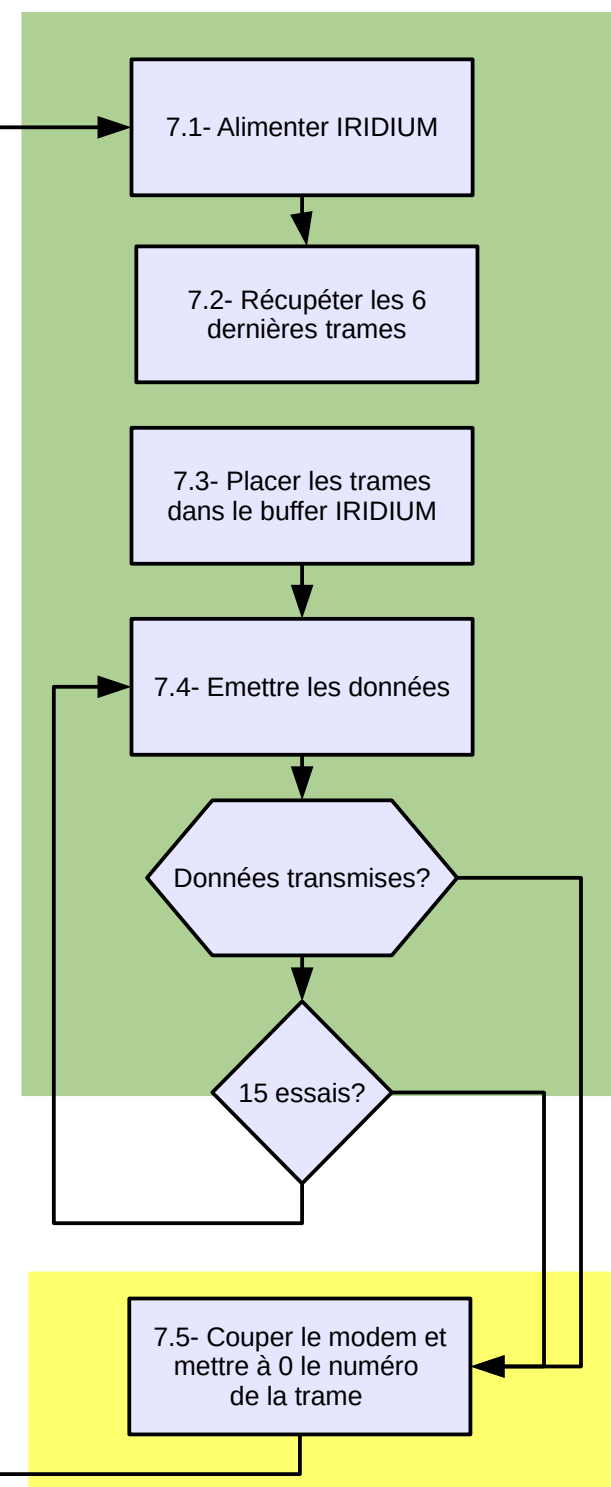 7.1- Alimenter IRIDIUM
7.2- Récupéter les 6
dernières trames
7.3- Placer les trames
dans le buffer IRIDIUM
7.4- Emettre les données
Données transmises?
15 essais?
7.5- Couper le modem et
mettre à 0 le numéro
de la trame